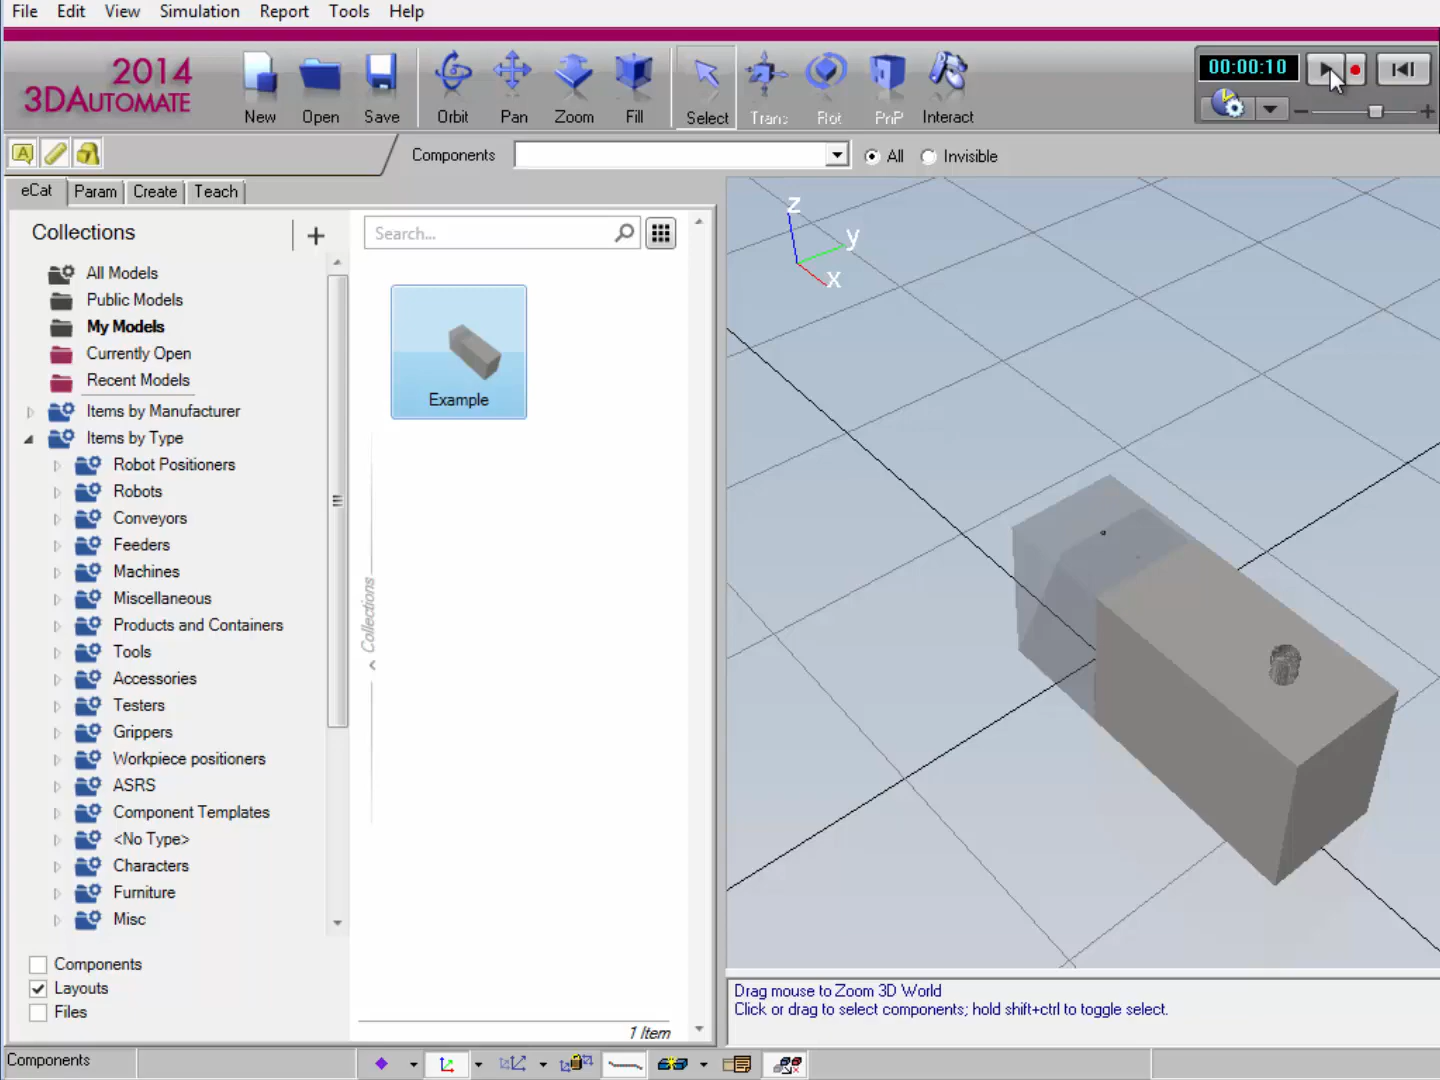 File Edit View Simulation Report Tools Help
2014
3DAUTOMATE
New Open Save Orbit Pan Zoom Fill Select Trans Rot PnP Interact
00:00:10
Components All Invisible
eCat Param Create Teach
Collections
Search...
All Models
Public Models
My Models
Currently Open
Recent Models
Items by Manufacturer
Items by Type
Robot Positioners
Robots
Conveyors
Feeders
Machines
Miscellaneous
Products and Containers
Tools
Accessories
Testers
Grippers
Workpiece positioners
ASRS
Component Templates
<No Type>
Characters
Furniture
Misc
Components
Layouts
Files
Example
Collections
1 Item
z
y
x
Drag mouse to Zoom 3D World
Click or drag to select components; hold shift+ctrl to toggle select.
Components